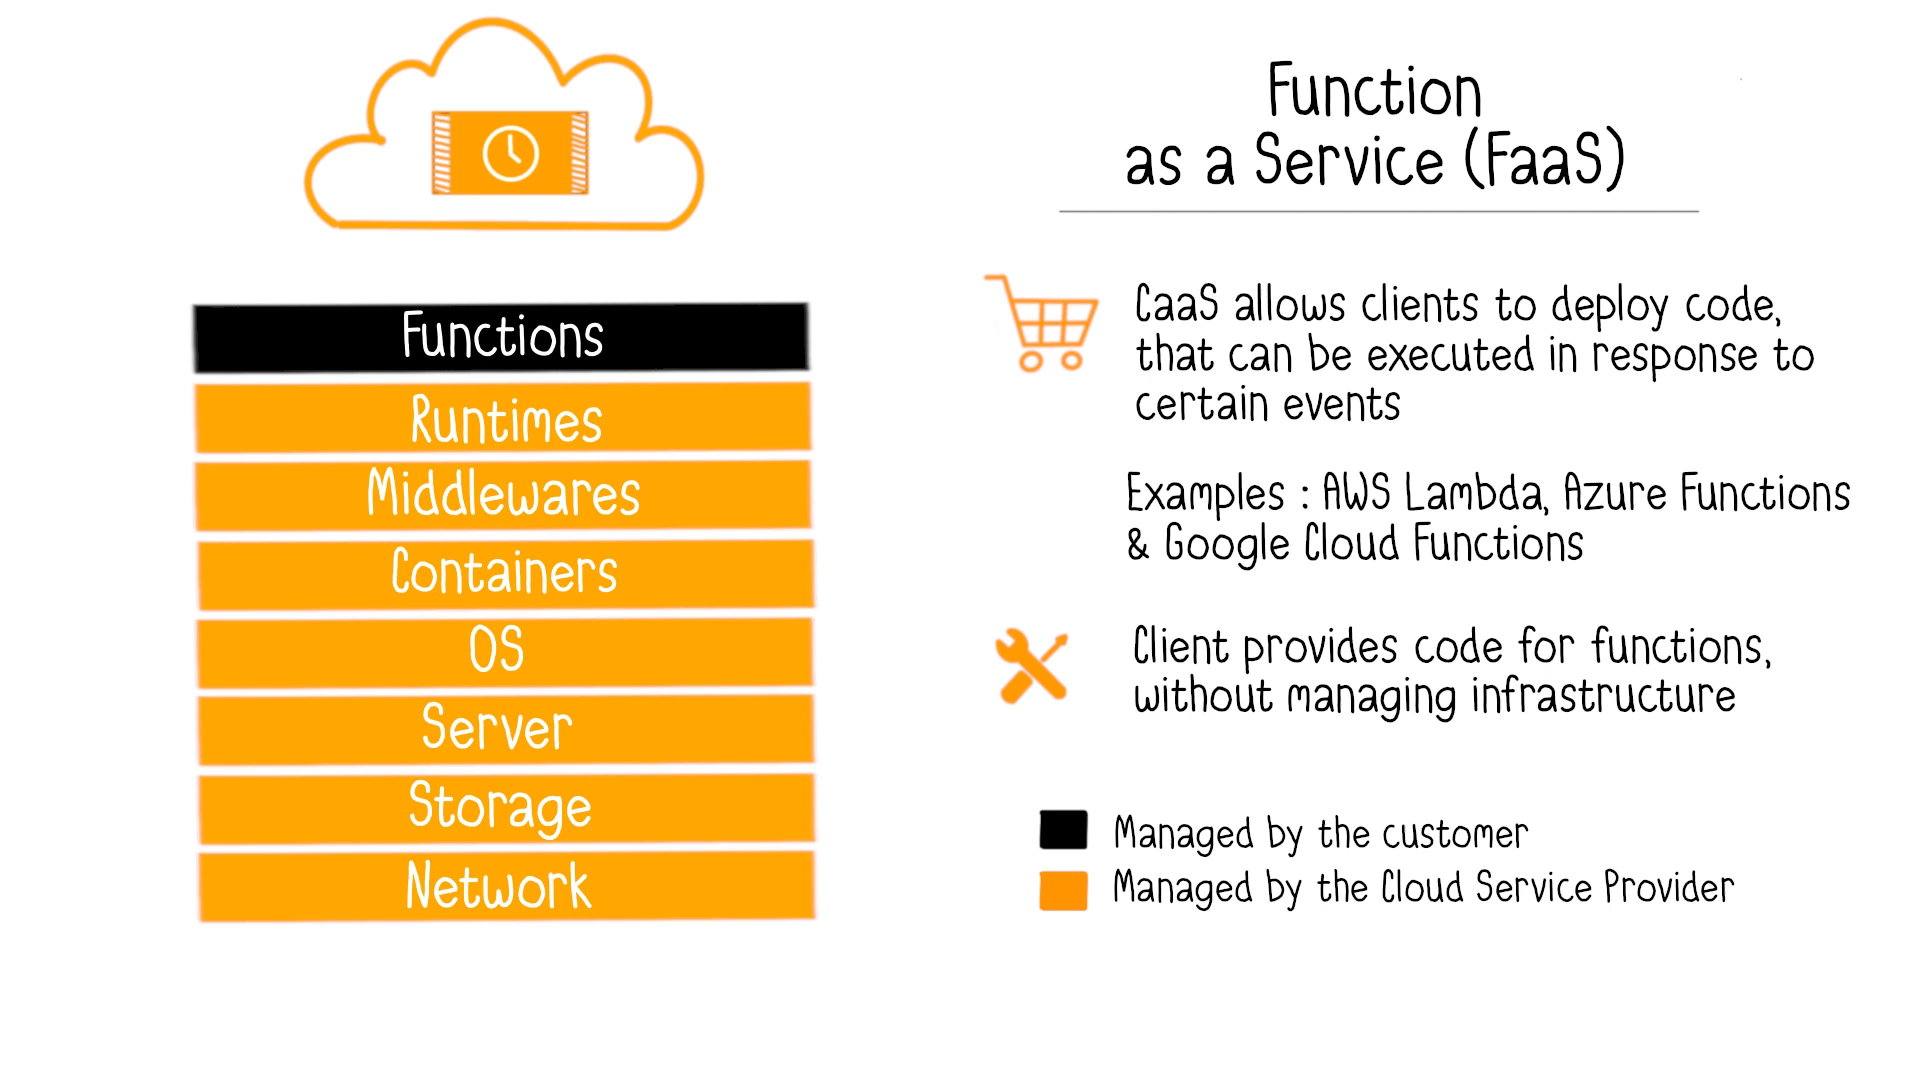 Function
as a Service (FaaS)
Functions
Runtimes
Middlewares
Containers
OS
Server
Storage
Network
CaaS allows clients to deploy code,
that can be executed in response to
certain events
Examples : AWS Lambda, Azure Functions
& Google Cloud Functions
Client provides code for functions,
without managing infrastructure
Managed by the customer
Managed by the Cloud Service Provider